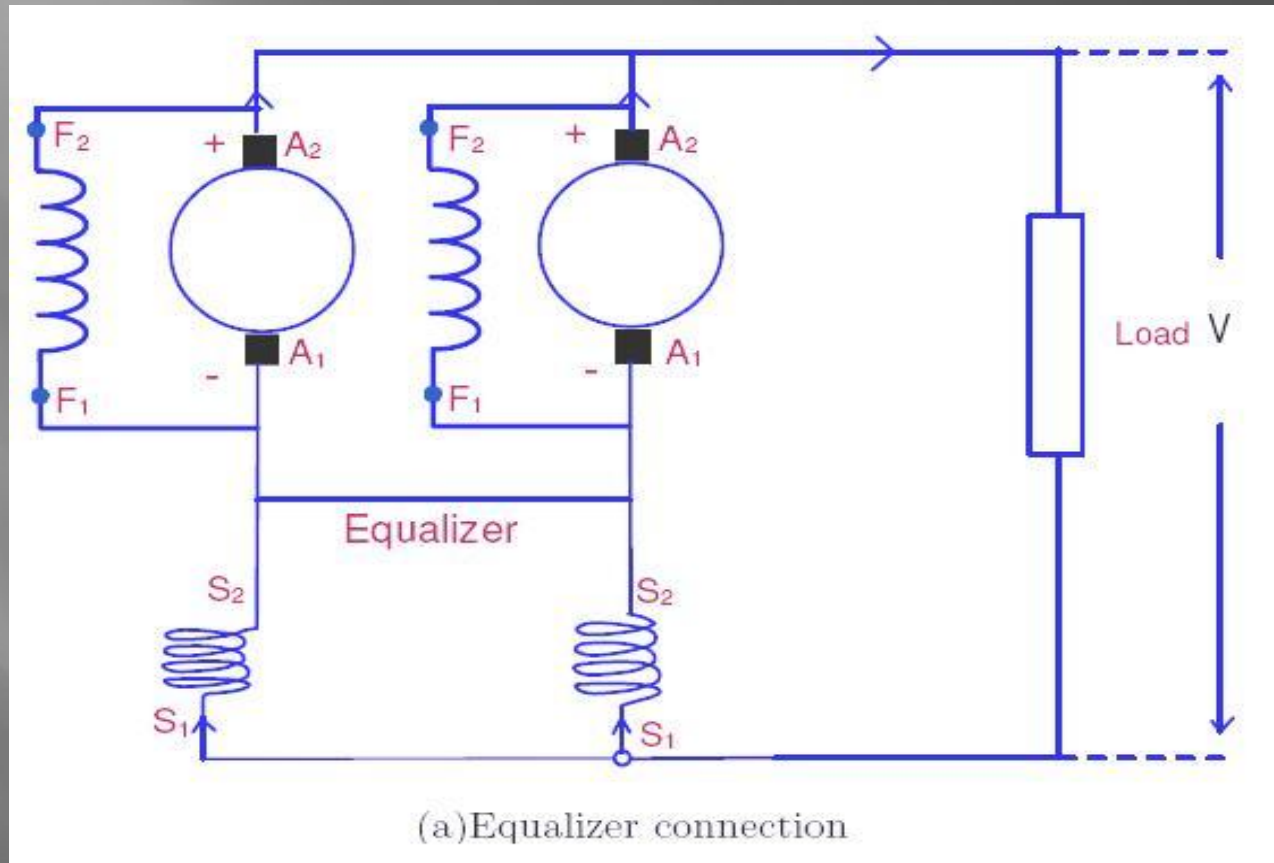 F₂
+ A₂
F₂
+ A₂
Load V
- A₁
F₁
- A₁
F₁
Equalizer
S₂
S₂
S₁
S₁
(a)Equalizer connection